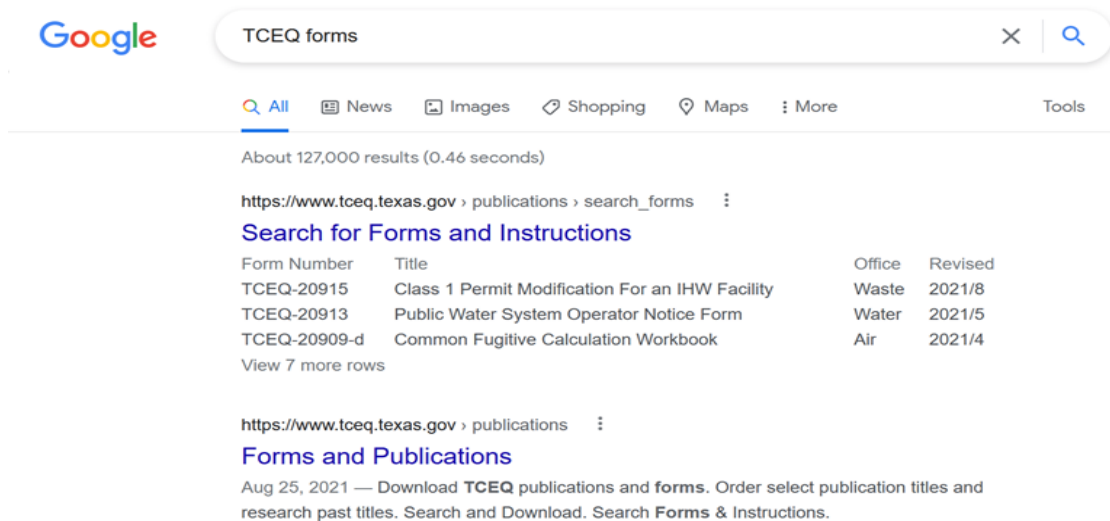 Google TCEQ forms
All News Images Shopping Maps More Tools
About 127,000 results (0.46 seconds)
https://www.tceq.texas.gov › publications › search_forms
Search for Forms and Instructions
Form Number Title Office Revised
TCEQ-20915 Class 1 Permit Modification For an IHW Facility Waste 2021/8
TCEQ-20913 Public Water System Operator Notice Form Water 2021/5
TCEQ-20909-d Common Fugitive Calculation Workbook Air 2021/4
View 7 more rows
https://www.tceq.texas.gov › publications
Forms and Publications
Aug 25, 2021 — Download TCEQ publications and forms. Order select publication titles and
research past titles. Search and Download. Search Forms & Instructions.